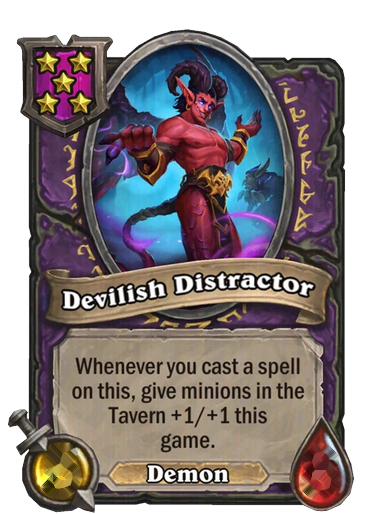 Devilish Distractor
Whenever you cast a spell
on this, give minions in the
Tavern +1/+1 this
game.
Demon